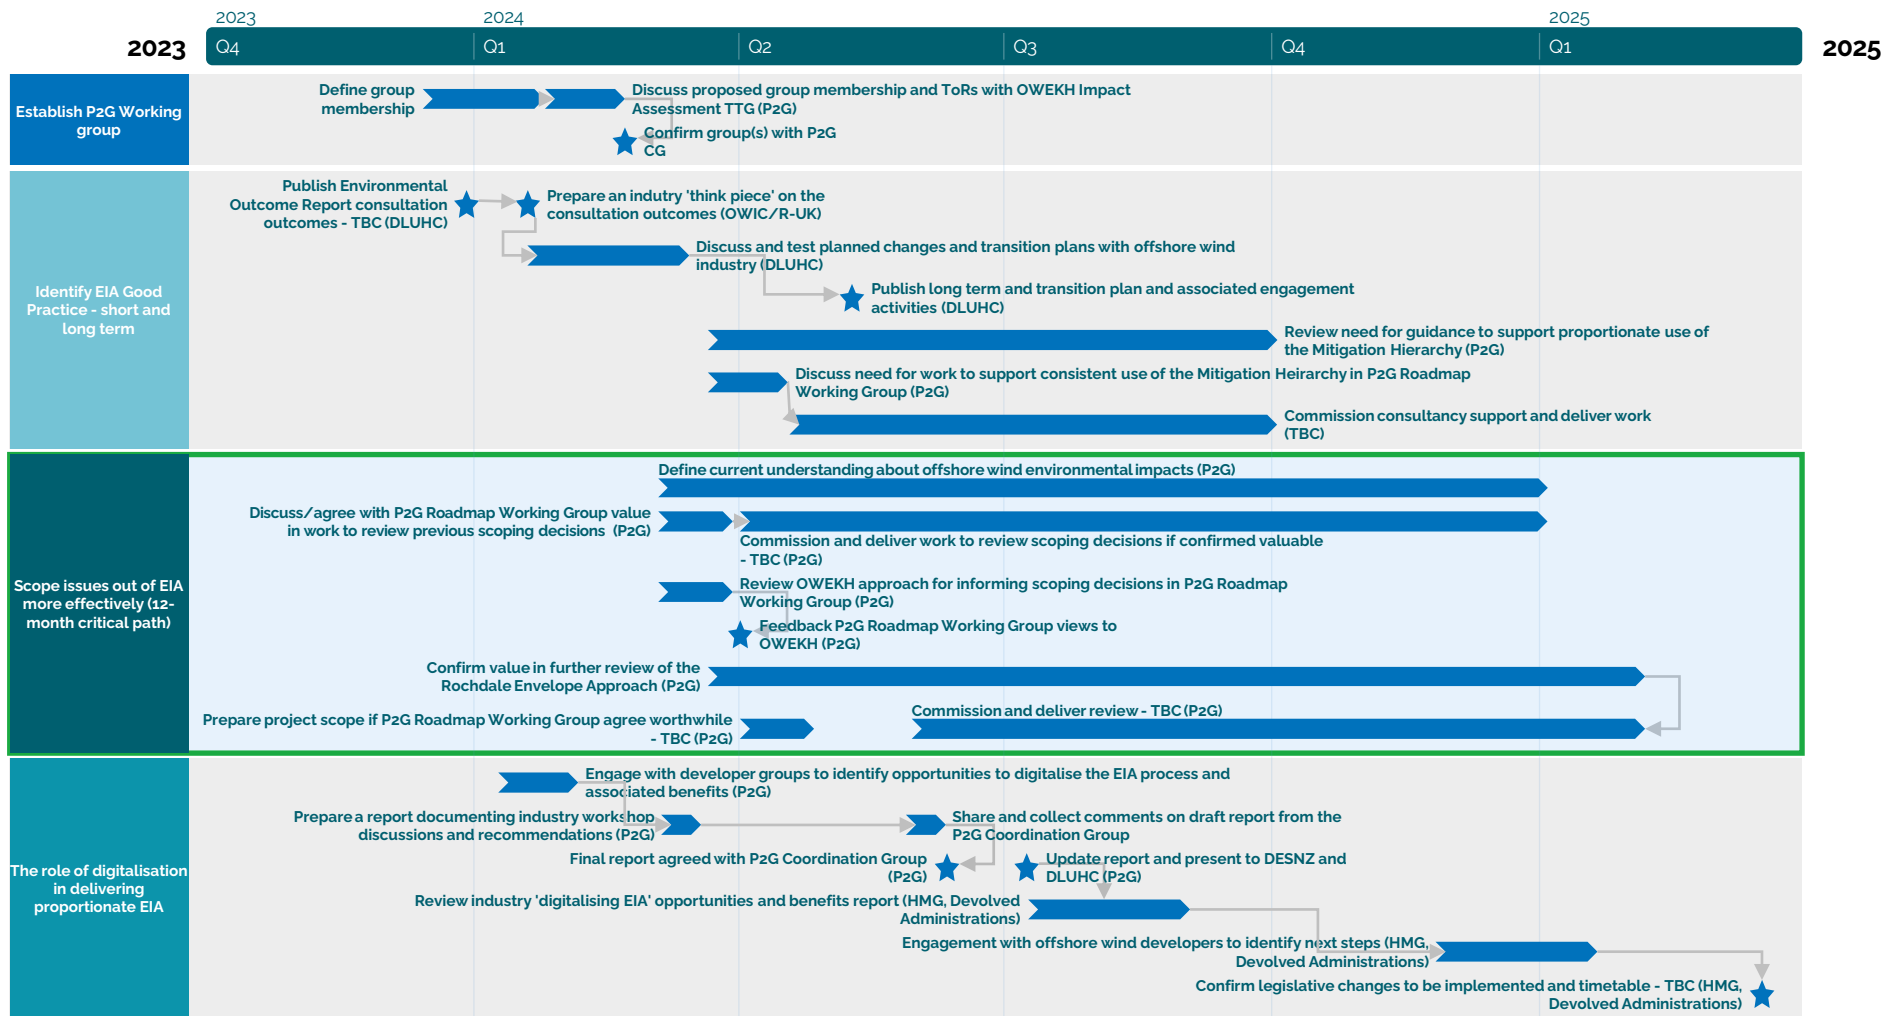 2023
2024
2025
2023
Q4
Q1
Q2
Q3
Q4
Q1
2025
Establish P2G Working
group
Define group
membership
Discuss proposed group membership and ToRs with OWEKH Impact
Assessment TTG (P2G)
Confirm group(s) with P2G
CG
Identify EIA Good
Practice - short and
long term
Publish Environmental
Outcome Report consultation
outcomes - TBC (DLUHC)
Prepare an indutry 'think piece' on the
consultation outcomes (OWIC/R-UK)
Discuss and test planned changes and transition plans with offshore wind
industry (DLUHC)
Publish long term and transition plan and associated engagement
activities (DLUHC)
Review need for guidance to support proportionate use of
the Mitigation Hierarchy (P2G)
Discuss need for work to support consistent use of the Mitigation Heirarchy in P2G Roadmap
Working Group (P2G)
Commission consultancy support and deliver work
(TBC)
Scope issues out of EIA
more effectively (12-
month critical path)
Define current understanding about offshore wind environmental impacts (P2G)
Discuss/agree with P2G Roadmap Working Group value
in work to review previous scoping decisions (P2G)
Commission and deliver work to review scoping decisions if confirmed valuable
- TBC (P2G)
Review OWEKH approach for informing scoping decisions in P2G Roadmap
Working Group (P2G)
Feedback P2G Roadmap Working Group views to
OWEKH (P2G)
Confirm value in further review of the
Rochdale Envelope Approach (P2G)
Prepare project scope if P2G Roadmap Working Group agree worthwhile
- TBC (P2G)
Commission and deliver review - TBC (P2G)
The role of digitalisation
in delivering
proportionate EIA
Engage with developer groups to identify opportunities to digitalise the EIA process and
associated benefits (P2G)
Prepare a report documenting industry workshop
discussions and recommendations (P2G)
Share and collect comments on draft report from the
P2G Coordination Group
Final report agreed with P2G Coordination Group
(P2G)
Update report and present to DESNZ and
DLUHC (P2G)
Review industry 'digitalising EIA' opportunities and benefits report (HMG, Devolved
Administrations)
Engagement with offshore wind developers to identify next steps (HMG,
Devolved Administrations)
Confirm legislative changes to be implemented and timetable - TBC (HMG,
Devolved Administrations)